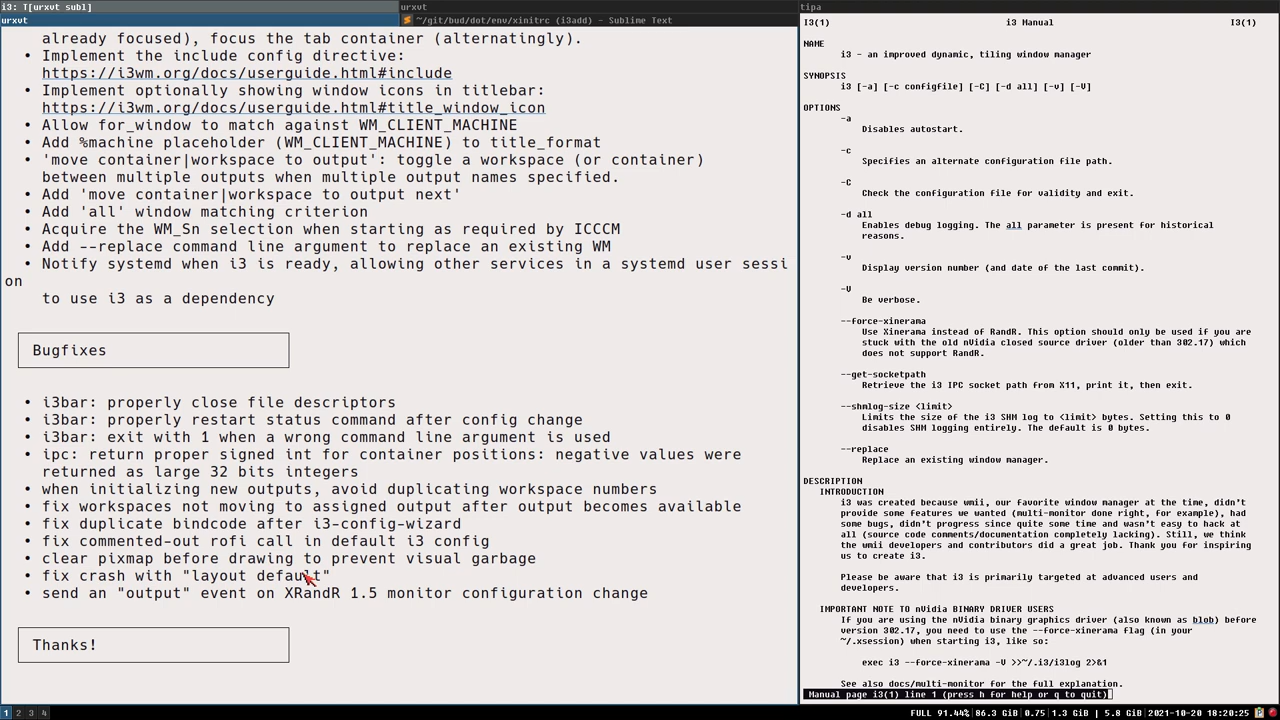 i3: T[urxvt subl]
urxvt
tipa
urxvt
~/git/bud/dot/env/xinitrc (i3add) - Sublime Text
already focused), focus the tab container (alternatingly).
• Implement the include config directive:
https://i3wm.org/docs/userguide.html#include
• Implement optionally showing window icons in titlebar:
https://i3wm.org/docs/userguide.html#title_window_icon
• Allow for_window to match against WM_CLIENT_MACHINE
• Add %machine placeholder (WM_CLIENT_MACHINE) to title_format
• 'move container|workspace to output': toggle a workspace (or container)
between multiple outputs when multiple output names specified.
• Add 'move container|workspace to output next'
• Add 'all' window matching criterion
• Acquire the WM_Sn selection when starting as required by ICCCM
• Add --replace command line argument to replace an existing WM
• Notify systemd when i3 is ready, allowing other services in a systemd user sessi
on
to use i3 as a dependency
Bugfixes
• i3bar: properly close file descriptors
• i3bar: properly restart status command after config change
• i3bar: exit with 1 when a wrong command line argument is used
• ipc: return proper signed int for container positions: negative values were
returned as large 32 bits integers
• when initializing new outputs, avoid duplicating workspace numbers
• fix workspaces not moving to assigned output after output becomes available
• fix duplicate bindcode after i3-config-wizard
• fix commented-out rofi call in default i3 config
• clear pixmap before drawing to prevent visual garbage
• fix crash with "layout default"
• send an "output" event on XRandR 1.5 monitor configuration change
Thanks!
I3(1) i3 Manual I3(1)
NAME
i3 - an improved dynamic, tiling window manager
SYNOPSIS
i3 [-a] [-c configfile] [-C] [-d all] [-v] [-V]
OPTIONS
-a
Disables autostart.
-c
Specifies an alternate configuration file path.
-C
Check the configuration file for validity and exit.
-d all
Enables debug logging. The all parameter is present for historical
reasons.
-v
Display version number (and date of the last commit).
-V
Be verbose.
--force-xinerama
Use Xinerama instead of RandR. This option should only be used if you are
stuck with the old nVidia closed source driver (older than 302.17) which
does not support RandR.
--get-socketpath
Retrieve the i3 IPC socket path from X11, print it, then exit.
--shmlog-size <limit>
Limits the size of the i3 SHM log to <limit> bytes. Setting this to 0
disables SHM logging entirely. The default is 0 bytes.
--replace
Replace an existing window manager.
DESCRIPTION
INTRODUCTION
i3 was created because wmii, our favorite window manager at the time, didn't
provide some features we wanted (multi-monitor done right, for example), had
some bugs, didn't progress since quite some time and wasn't easy to hack at
all (source code comments/documentation completely lacking). Still, we think
the wmii developers and contributors did a great job. Thank you for inspiring
us to create i3.
Please be aware that i3 is primarily targeted at advanced users and
developers.
IMPORTANT NOTE TO nVidia BINARY DRIVER USERS
If you are using the nVidia binary graphics driver (also known as blob) before
version 302.17, you need to use the --force-xinerama flag (in your
~/.xsession) when starting i3, like so:
exec i3 --force-xinerama -V >>~/.i3/i3log 2>&1
See also docs/multi-monitor for the full explanation.
Manual page i3(1) line 1 (press h for help or q to quit)
1 2 3 4
FULL 91.44%|86.3 GiB|0.75|1.3 GiB | 5.8 GiB|2021-10-20 18:20:25